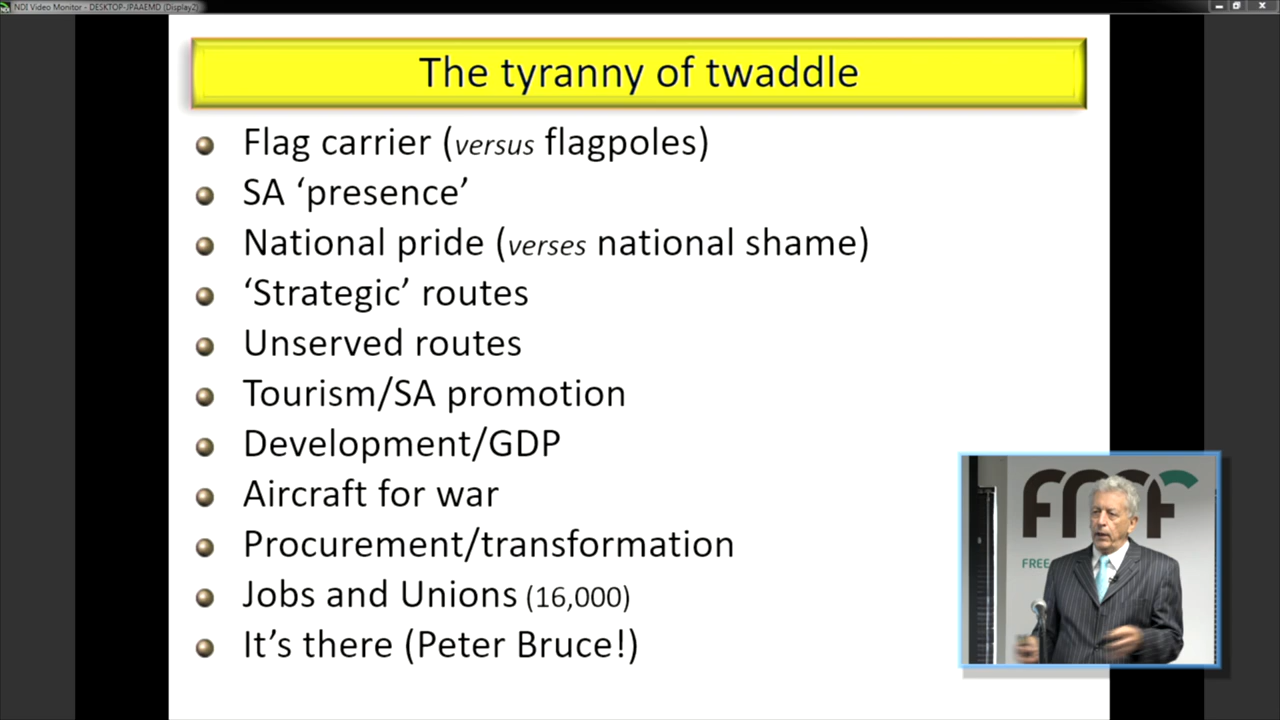 NDI Video Monitor - DESKTOP-JPAAEMD (Display2)
The tyranny of twaddle
Flag carrier (versus flagpoles)
SA ‘presence’
National pride (verses national shame)
‘Strategic’ routes
Unserved routes
Tourism/SA promotion
Development/GDP
Aircraft for war
Procurement/transformation
Jobs and Unions (16,000)
It’s there (Peter Bruce!)
FREE